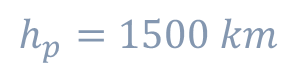 h_p = 1500 km